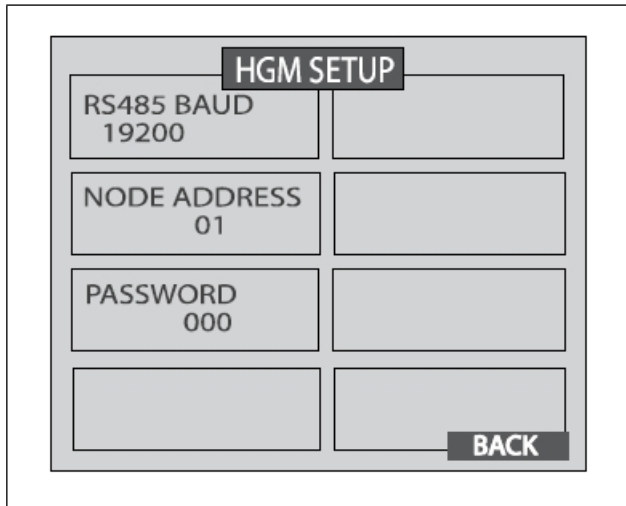 HGM SETUP
RS485 BAUD
19200
NODE ADDRESS
01
PASSWORD
000
BACK